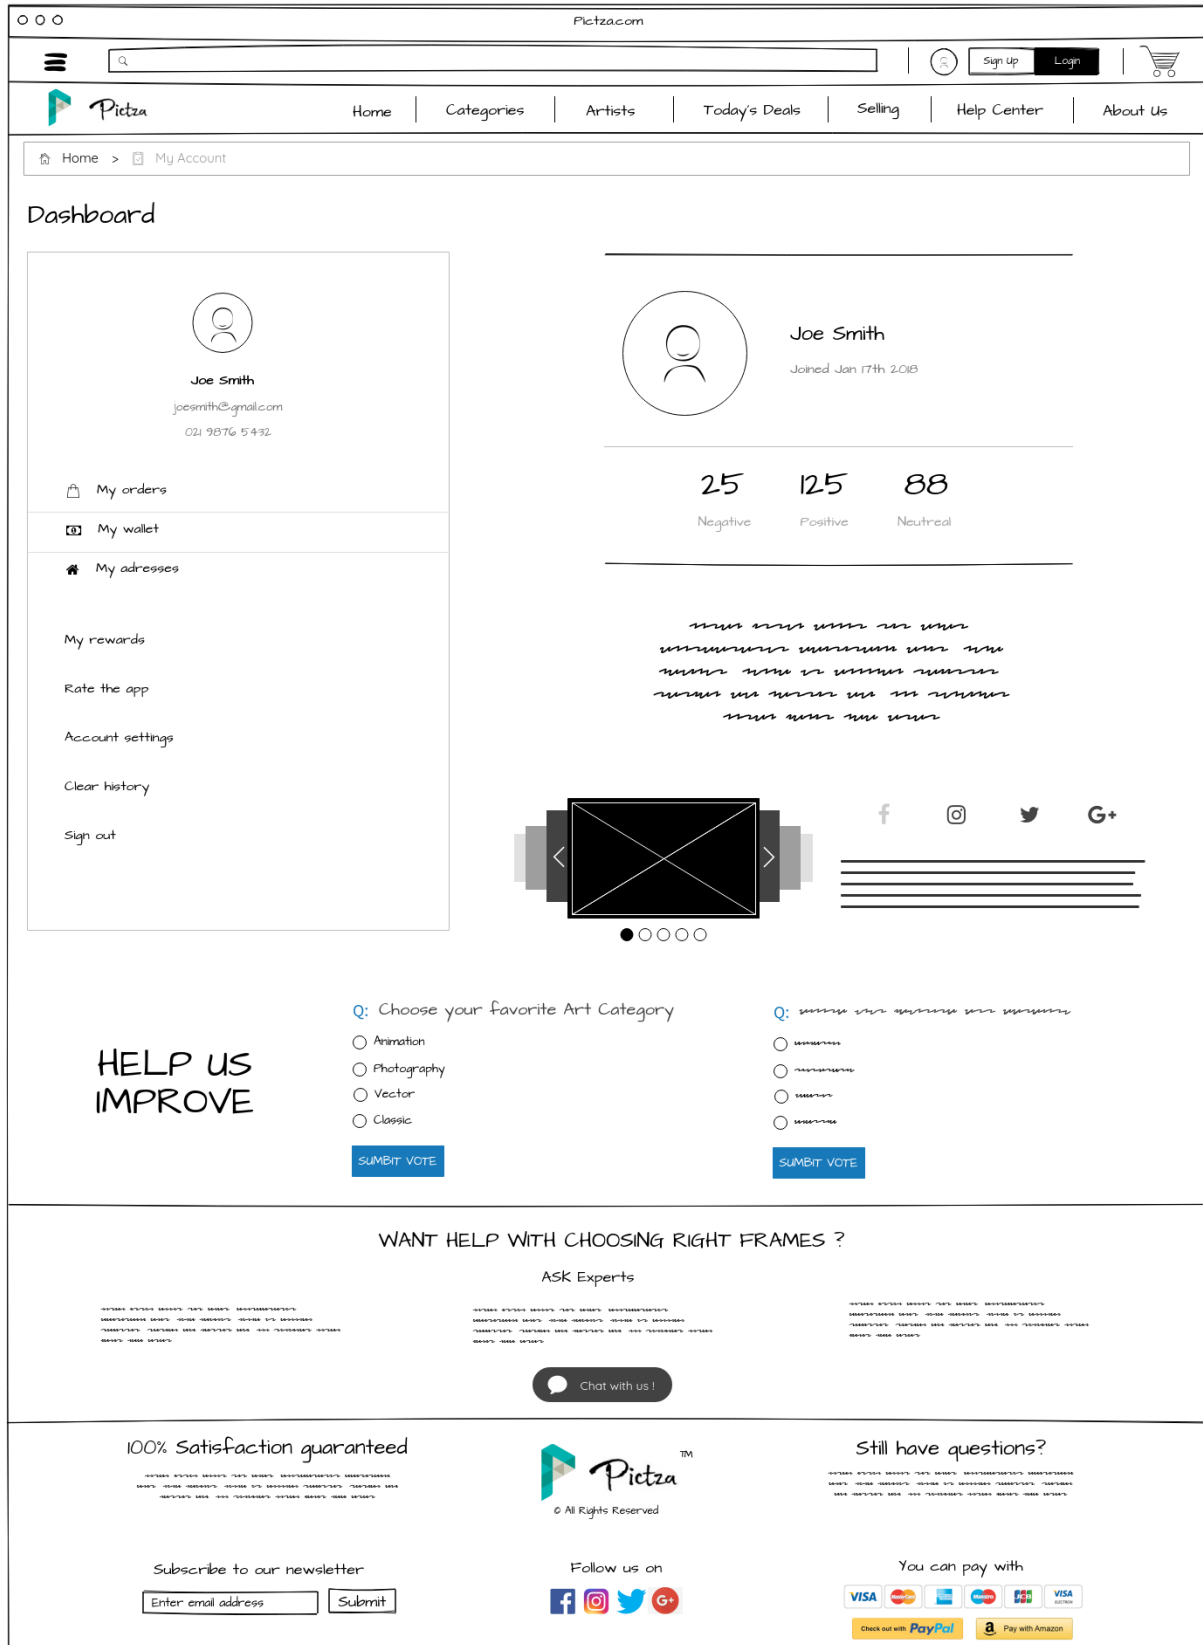 Pictza.com
Sign Up Login
Pictza Home Categories Artists Today's Deals Selling Help Center About Us
Home > My Account
Dashboard
Joe Smith
joesmith@gmail.com
021 9876 5432
My orders
My wallet
My adresses
My rewards
Rate the app
Account settings
Clear history
Sign out
Joe Smith
Joined Jan 17th 2018
25 125 88
Negative Positive Neutreal
G+
HELP US
IMPROVE
Q: Choose your favorite Art Category
Animation
Photography
Vector
Classic
SUMBIT VOTE
Q:
SUMBIT VOTE
WANT HELP WITH CHOOSING RIGHT FRAMES ?
ASK Experts
Chat with us !
100% Satisfaction guaranteed
Pictza TM
© All Rights Reserved
Still have questions?
Subscribe to our newsletter
Enter email address Submit
Follow us on
G+
You can pay with
VISA MasterCard Maestro JCB VISA ELECTRON
Check out with PayPal Pay with Amazon